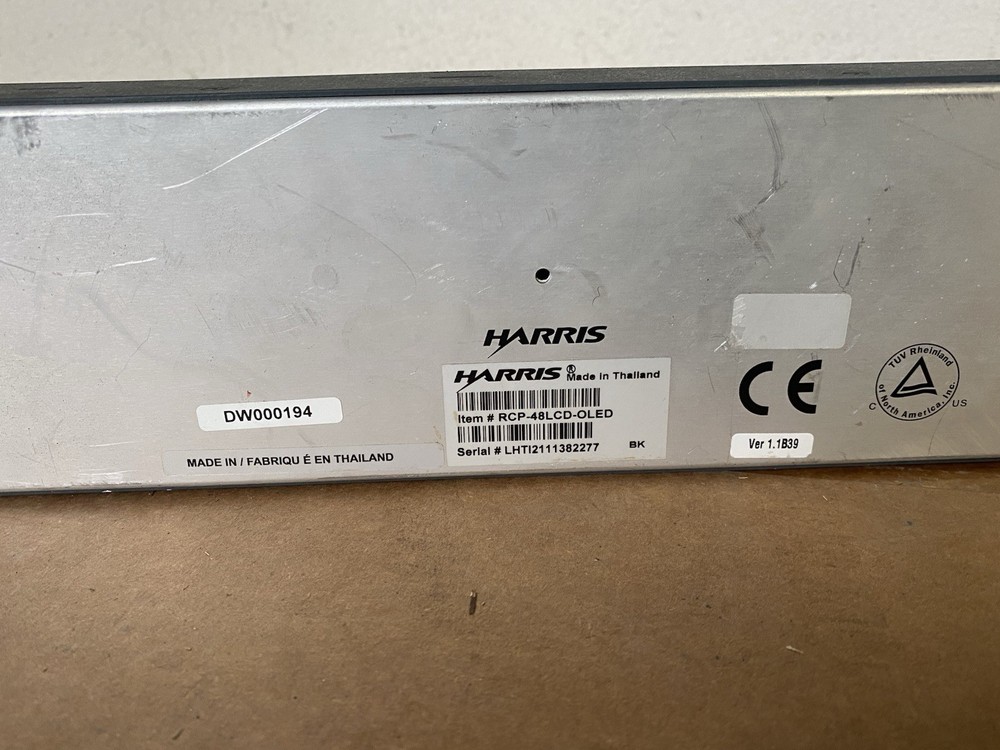 HARRIS
HARRIS® Made in Thailand
Item # RCP-48LCD-OLED
Serial # LHTI2111382277 BK
DW000194
MADE IN / FABRIQU É EN THAILAND
CE
Ver 1.1B39
TUV Rheinland
of North America, Inc.
C US